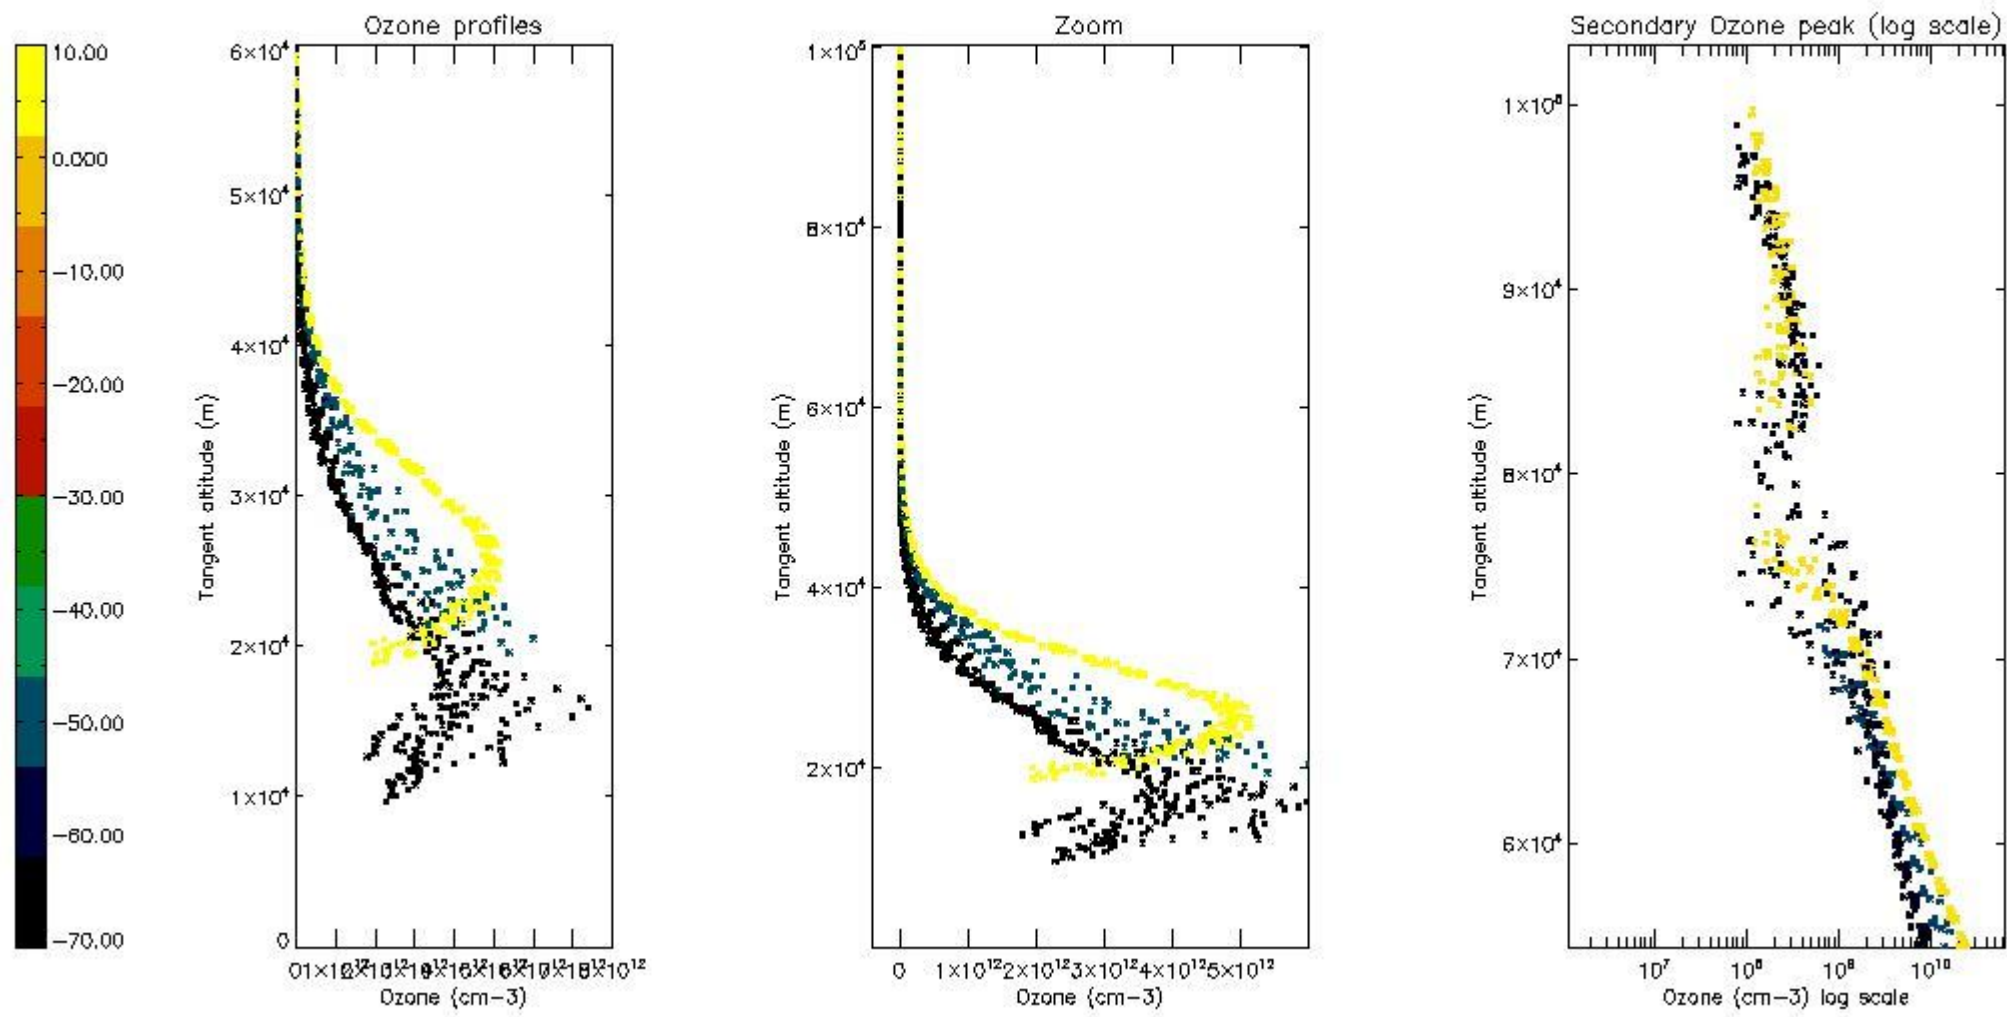 Ozone profiles
Zoom
Secondary Ozone peak (log scale)
10.00
0.000
−10.00
−20.00
−30.00
−40.00
−50.00
−60.00
−70.00
6×10⁴
5×10⁴
4×10⁴
3×10⁴
2×10⁴
1×10⁴
0
Tangent altitude (m)
Ozone (cm−3)
1×10⁵
8×10⁴
6×10⁴
4×10⁴
2×10⁴
Tangent altitude (m)
0 1×10¹² 2×10¹² 3×10¹² 4×10¹² 5×10¹²
Ozone (cm−3)
9×10⁴
8×10⁴
7×10⁴
6×10⁴
Tangent altitude (m)
10⁷ 10⁸ 10⁹ 10¹⁰
Ozone (cm−3) log scale